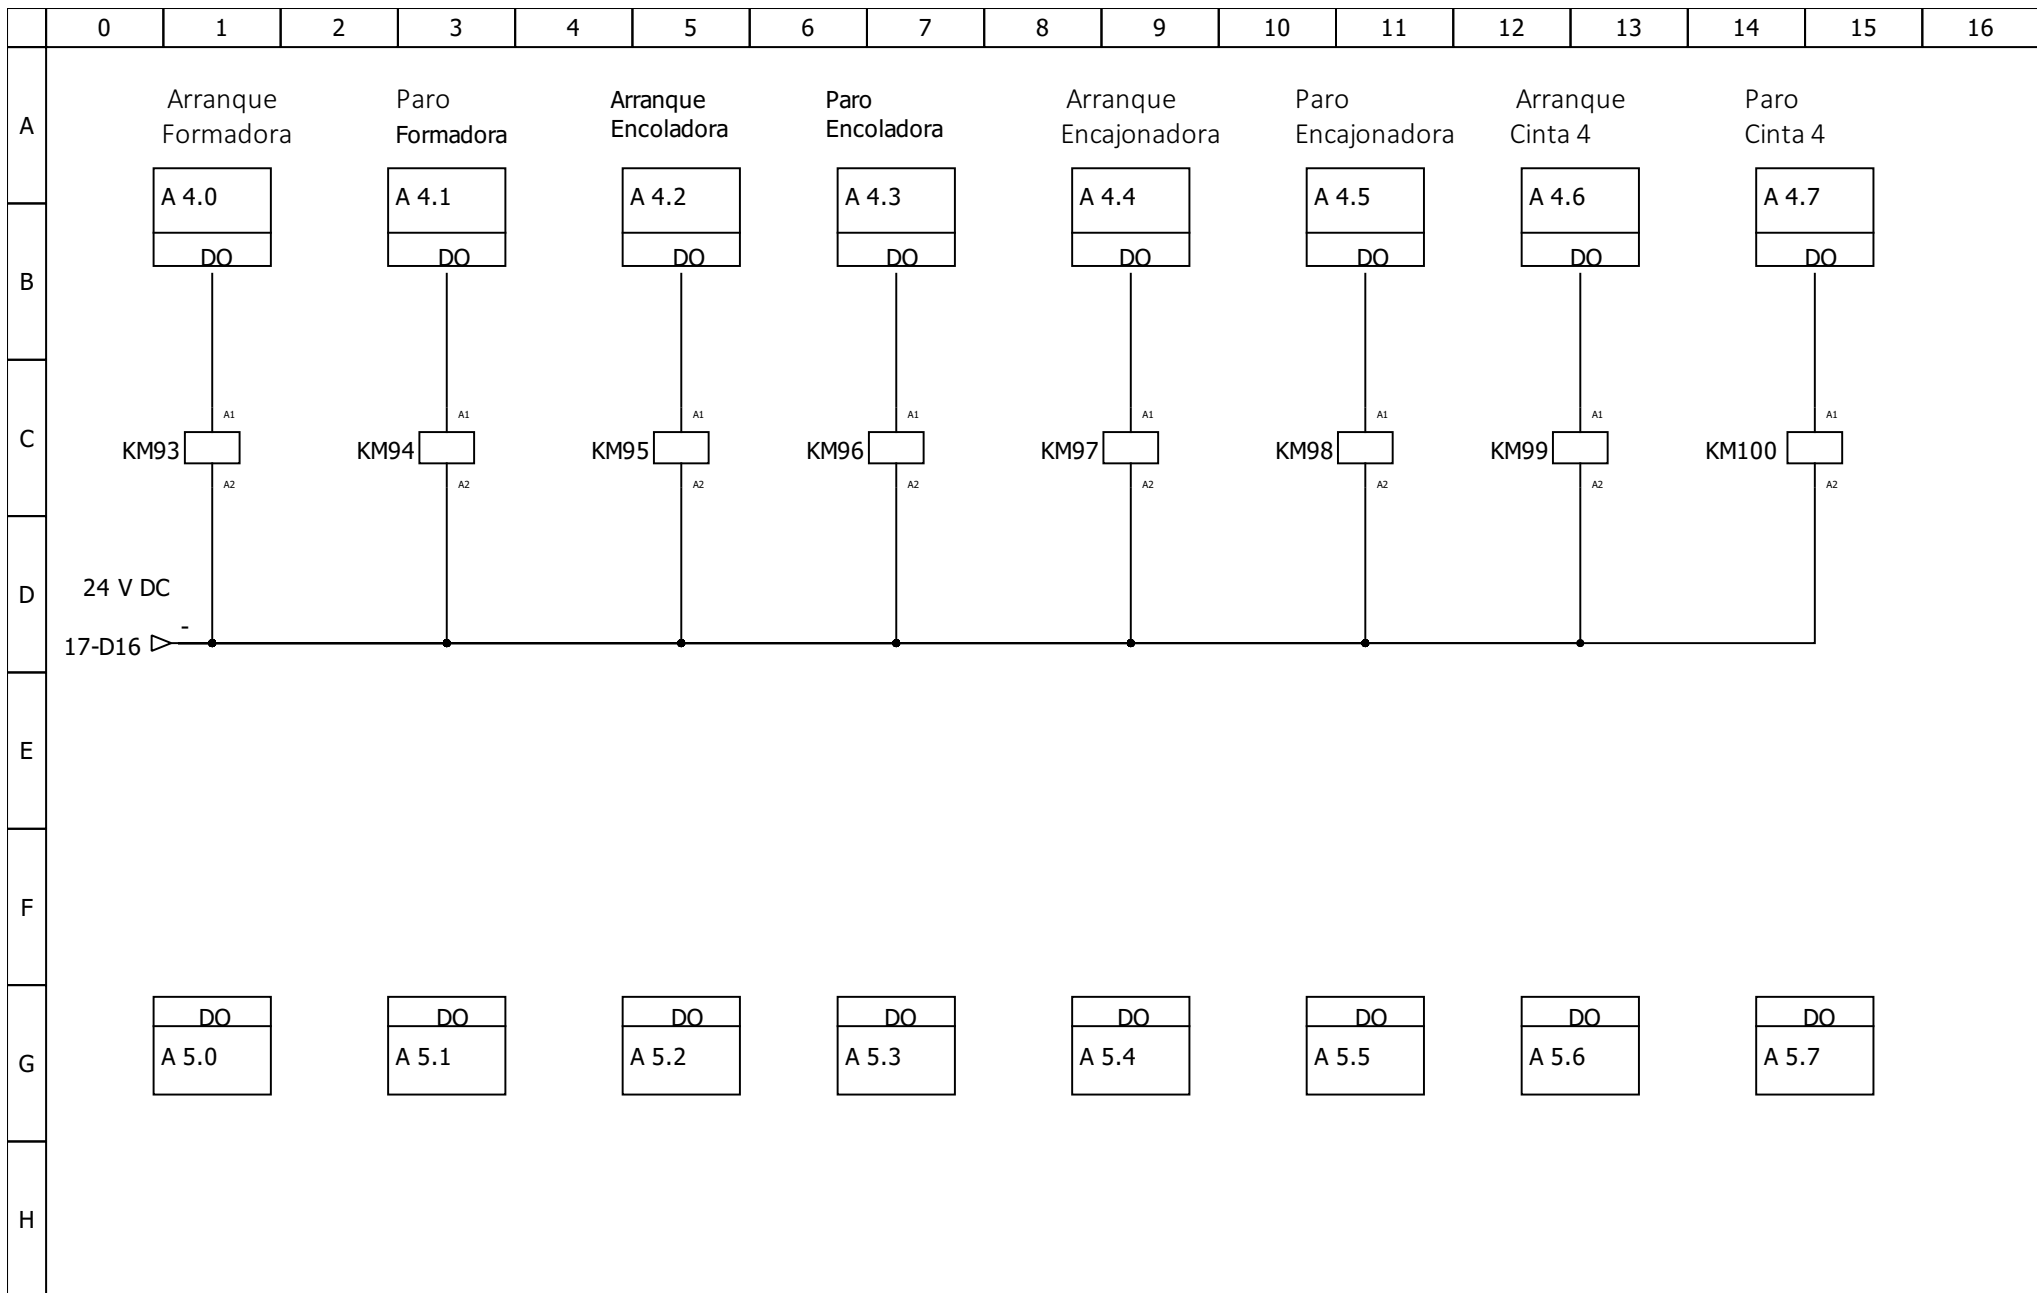 0 1 2 3 4 5 6 7 8 9 10 11 12 13 14 15 16
A
Arranque
Formadora
Paro
Formadora
Arranque
Encoladora
Paro
Encoladora
Arranque
Encajonadora
Paro
Encajonadora
Arranque
Cinta 4
Paro
Cinta 4
A 4.0 A 4.1 A 4.2 A 4.3 A 4.4 A 4.5 A 4.6 A 4.7
DO DO DO DO DO DO DO DO
B
A1 A1 A1 A1 A1 A1 A1 A1
C
KM93 KM94 KM95 KM96 KM97 KM98 KM99 KM100
A2 A2 A2 A2 A2 A2 A2 A2
D
24 V DC
-
17-D16
E
F
DO DO DO DO DO DO DO DO
G
A 5.0 A 5.1 A 5.2 A 5.3 A 5.4 A 5.5 A 5.6 A 5.7
H